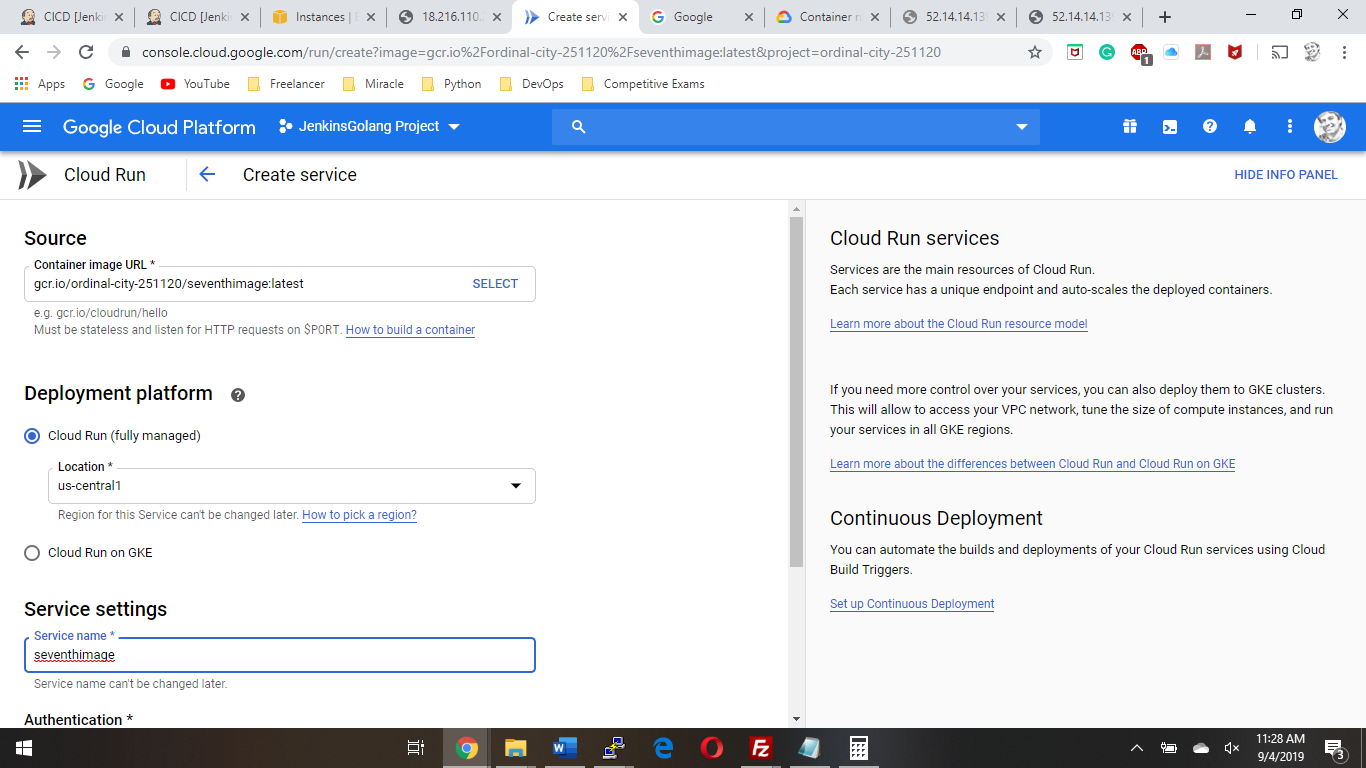 CICD [Jenki
CICD [Jenki
Instances |
18.216.110.
Create servi
Google
Container r
52.14.14.13
52.14.14.13
console.cloud.google.com/run/create?image=gcr.io%2Fordinal-city-251120%2Fseventhimage:latest&project=ordinal-city-251120
1
Apps
Google
YouTube
Freelancer
Miracle
Python
DevOps
Competitive Exams
Google Cloud Platform
JenkinsGolang Project
Cloud Run
Create service
HIDE INFO PANEL
Source
Container image URL *
gcr.io/ordinal-city-251120/seventhimage:latest
SELECT
e.g. gcr.io/cloudrun/hello
Must be stateless and listen for HTTP requests on $PORT. How to build a container
Deployment platform
Cloud Run (fully managed)
Location *
us-central1
Region for this Service can't be changed later. How to pick a region?
Cloud Run on GKE
Service settings
Service name *
seventhimage
Service name can't be changed later.
Authentication *
Cloud Run services
Services are the main resources of Cloud Run.
Each service has a unique endpoint and auto-scales the deployed containers.
Learn more about the Cloud Run resource model
If you need more control over your services, you can also deploy them to GKE clusters.
This will allow to access your VPC network, tune the size of compute instances, and run
your services in all GKE regions.
Learn more about the differences between Cloud Run and Cloud Run on GKE
Continuous Deployment
You can automate the builds and deployments of your Cloud Run services using Cloud
Build Triggers.
Set up Continuous Deployment
11:28 AM
9/4/2019
3